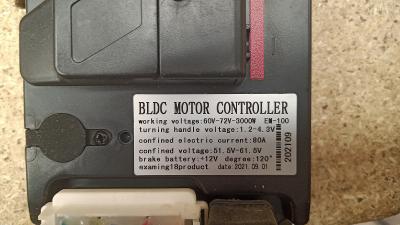 BLDC MOTOR CONTROLLER
working voltage:60V-72V-3000W EM-100
turning handle voltage:1.2-4.3V
confined electric current:80A
confined voltage:51.5V-61.5V
brake battery:+12V degree:120°
examing18product date:2021.09.01
202109